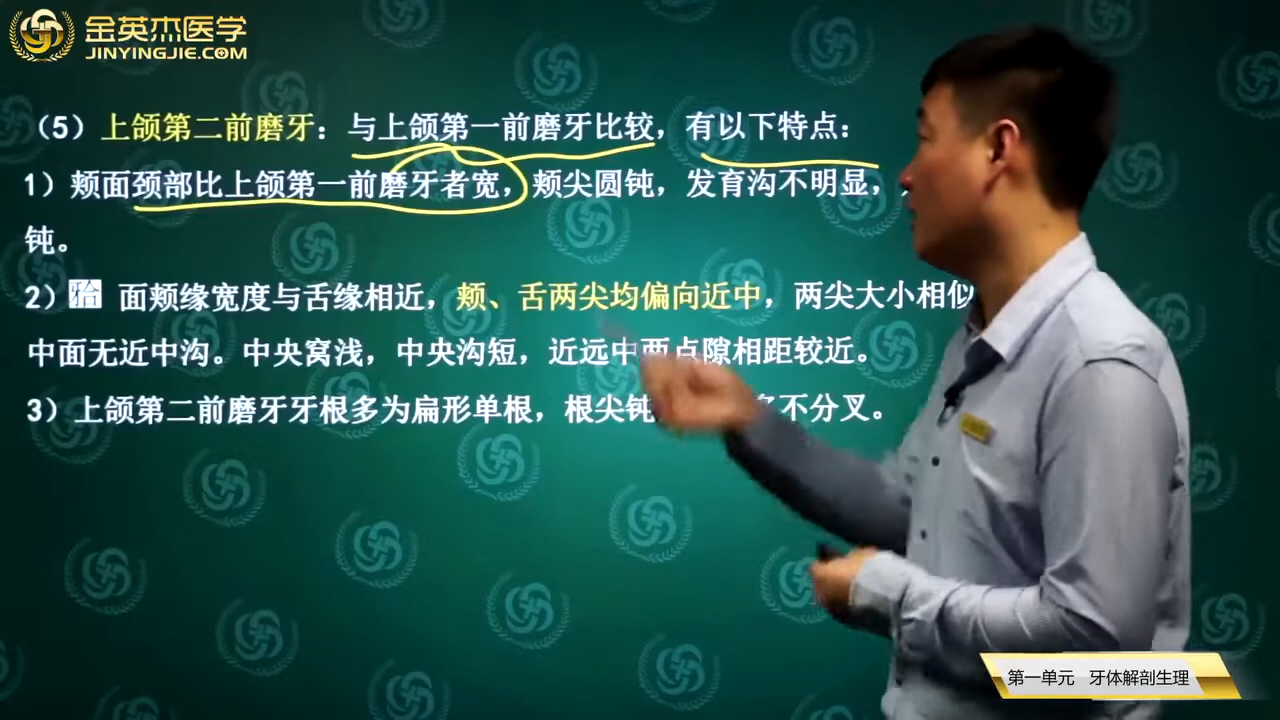 金英杰医学
JINYINGJIE.COM
（5）上颌第二前磨牙：与上颌第一前磨牙比较，有以下特点：
1）颊面颈部比上颌第一前磨牙者宽，颊尖圆钝，发育沟不明显，
钝。
2）𬌗 面颊缘宽度与舌缘相近，颊、舌两尖均偏向近中，两尖大小相似
中面无近中沟。中央窝浅，中央沟短，近远中两点隙相距较近。
3）上颌第二前磨牙牙根多为扁形单根，根尖钝 多不分叉。
第一单元 牙体解剖生理